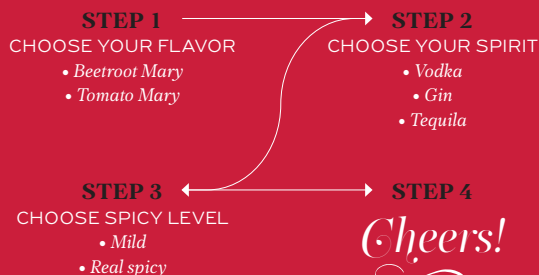 STEP 1
CHOOSE YOUR FLAVOR
• Beetroot Mary
• Tomato Mary
STEP 2
CHOOSE YOUR SPIRIT
• Vodka
• Gin
• Tequila
STEP 3
CHOOSE SPICY LEVEL
• Mild
• Real spicy
STEP 4
Cheers!